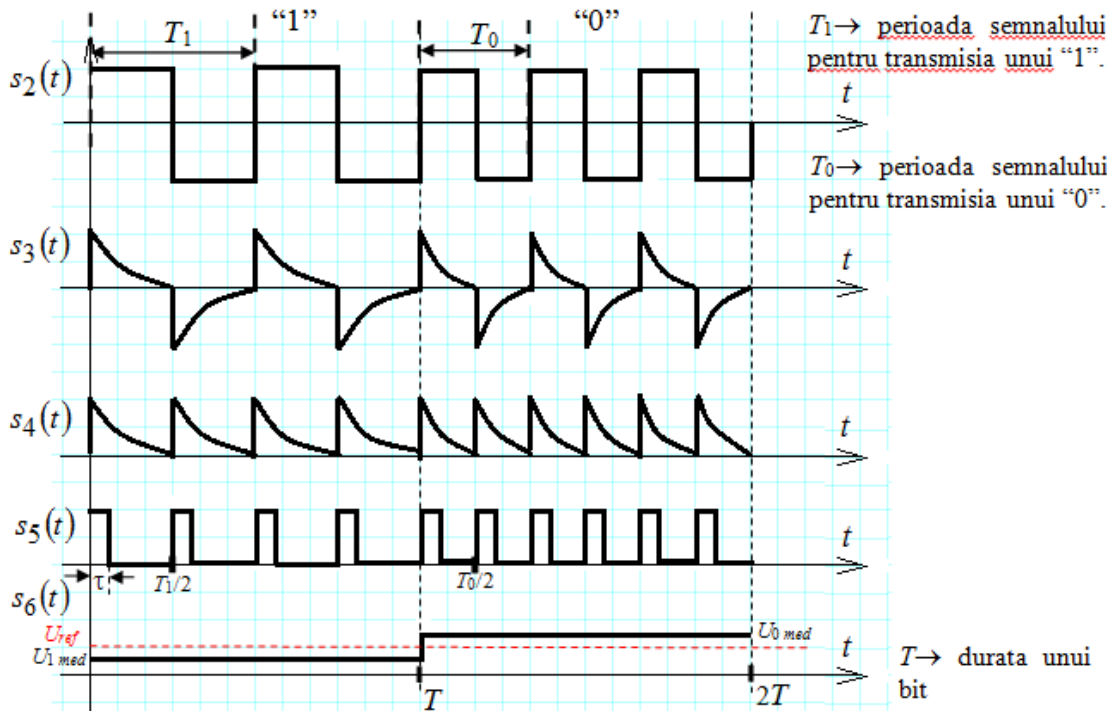 T1 "1" T0 "0"
T1→ perioada semnalului
pentru transmisia unui “1”.
s2(t)
t
T0→ perioada semnalului
pentru transmisia unui “0”.
s3(t)
t
s4(t)
t
s5(t)
t
τ T1/2 T0/2
s6(t)
Uref
U0 med
U1 med
t
T→ durata unui
bit
T 2T